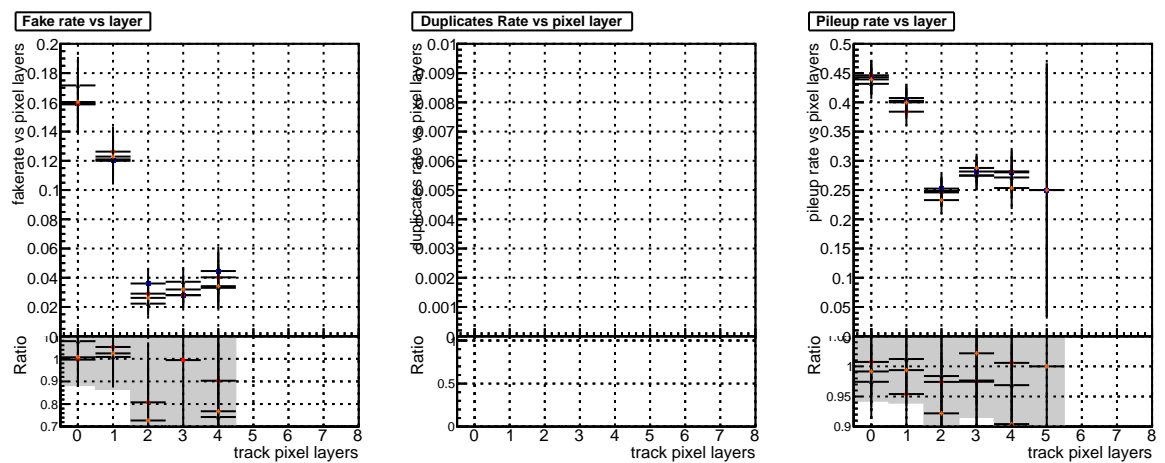 Fake rate vs layer
fakerate vs pixel layers
0.2
0.18
0.16
0.14
0.12
0.1
0.08
0.06
0.04
0.02
Ratio
1
0.9
0.8
0.7
0 1 2 3 4 5 6 7 8
track pixel layers
Duplicates Rate vs pixel layer
duplicates rate vs pixel layers
0.01
0.009
0.008
0.007
0.006
0.005
0.004
0.003
0.002
0.001
0
Ratio
1
0.5
0 1 2 3 4 5 6 7 8
track pixel layers
Pileup rate vs layer
pileup rate vs pixel layers
0.5
0.45
0.4
0.35
0.3
0.25
0.2
0.15
0.1
0.05
0
Ratio
1
0.95
0.9
0 1 2 3 4 5 6 7 8
track pixel layers